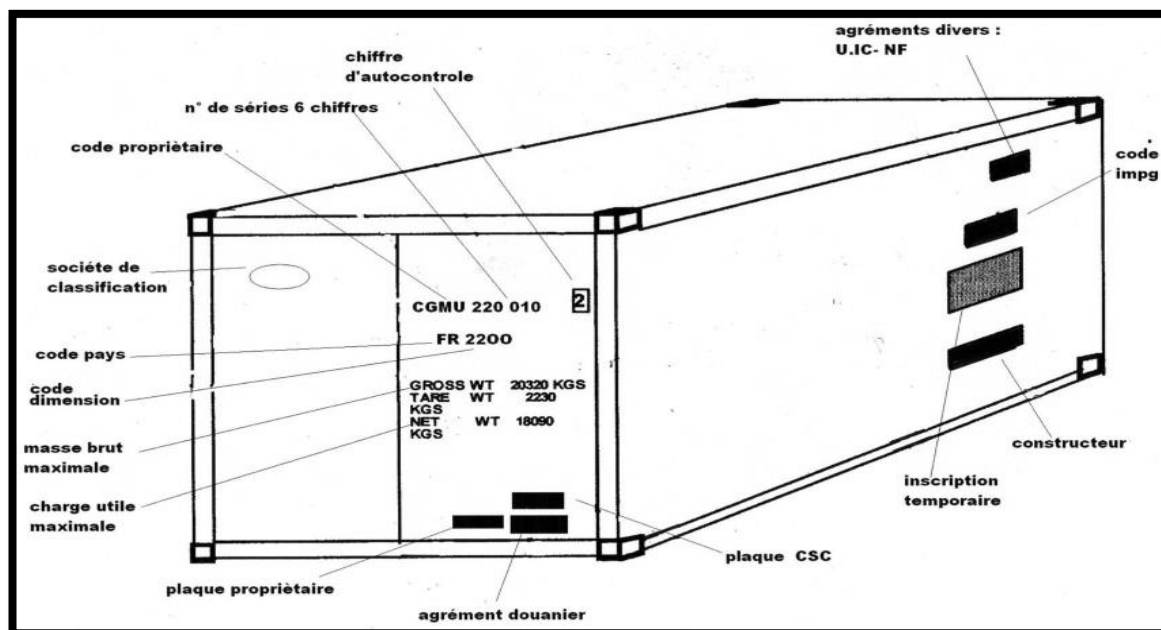 agréments divers :
U.IC- NF
chiffre
d'autocontrole
n° de séries 6 chiffres
code propriètaire
code
impg
sociéte de
classification
CGMU 220 010
2
FR 22OO
code pays
code
dimension
GROSS WT 20320 KGS
TARE WT 2230
KGS
NET WT 18090
KGS
masse brut
maximale
constructeur
inscription
temporaire
charge utile
maximale
plaque CSC
plaque propriètaire
agrément douanier